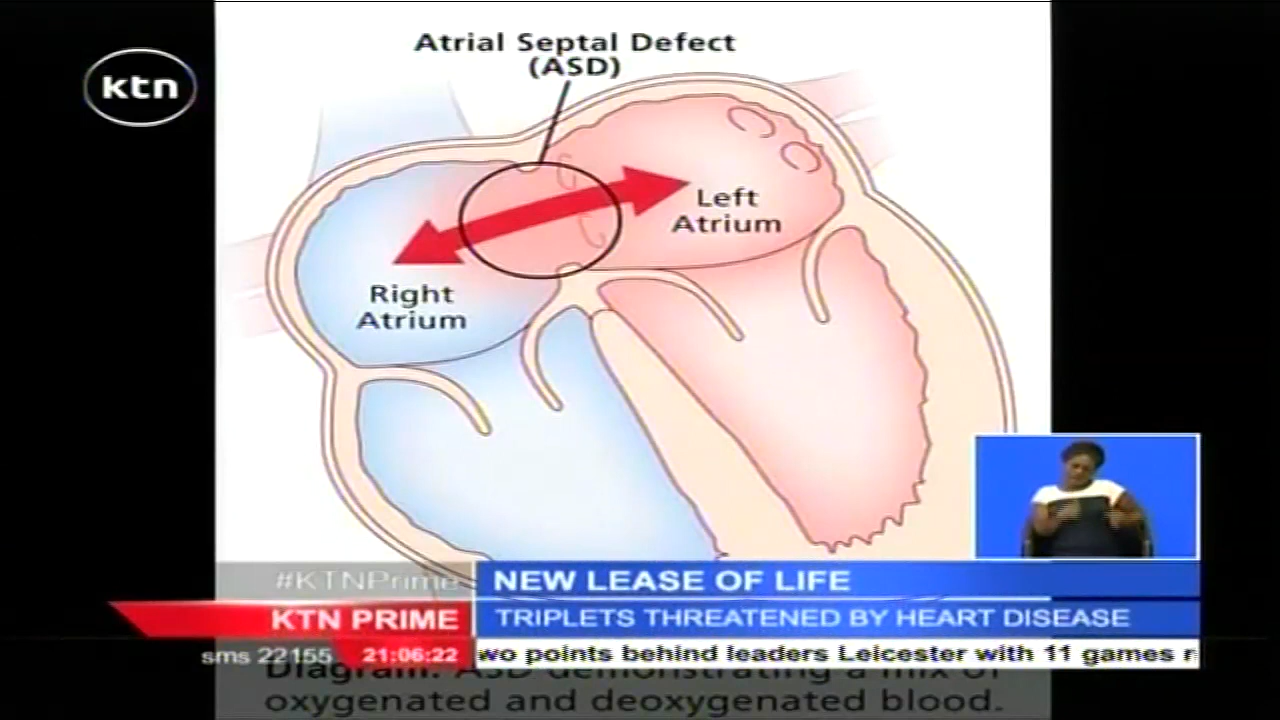 ktn
Atrial Septal Defect
(ASD)
Left
Atrium
Right
Atrium
#KTNPrime
NEW LEASE OF LIFE
KTN PRIME
TRIPLETS THREATENED BY HEART DISEASE
sms 22155
21:06:22
wo points behind leaders Leicester with 11 games r
Diagram: ASD demonstrating a mix of
oxygenated and deoxygenated blood.